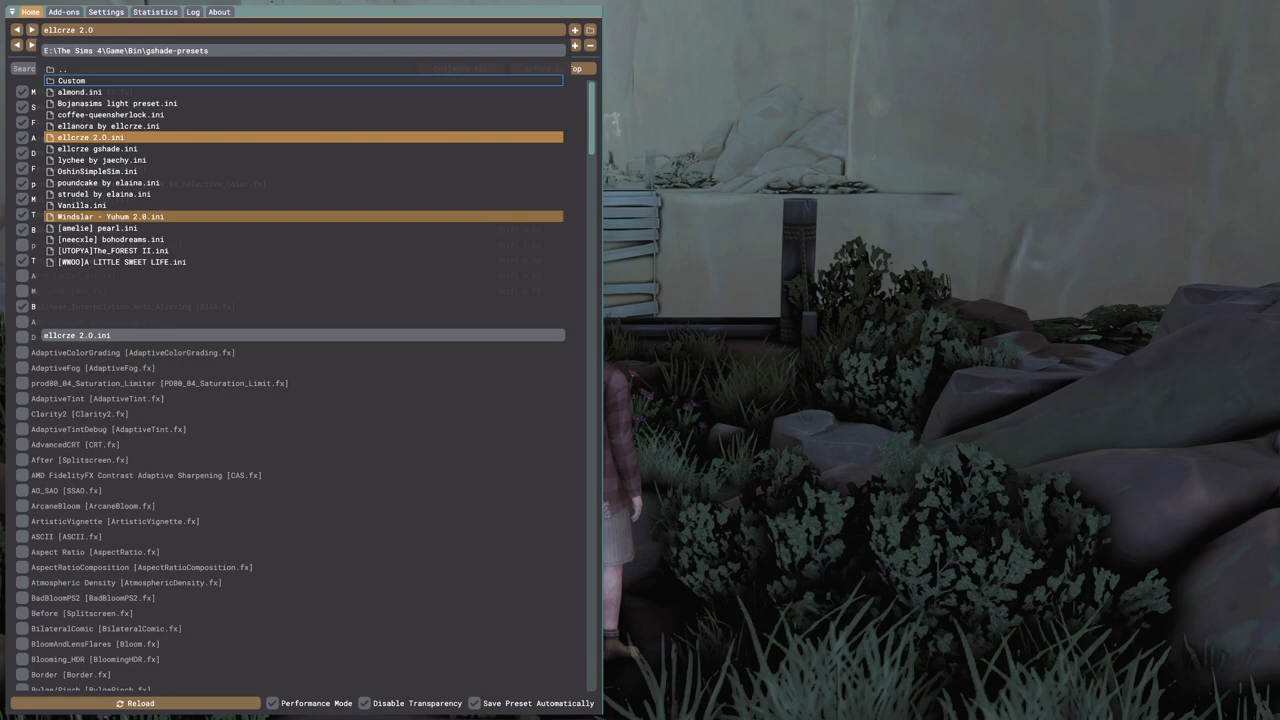 Home Add-ons Settings Statistics Log About
ellcrze 2.0
E:\The Sims 4\Game\Bin\gshade-presets
Searc
op
..
Custom
almond.ini
M
Bojanasims light preset.ini
S
coffee-queensherlock.ini
F
ellanora by ellcrze.ini
ellcrze 2.0.ini
A
ellcrze gshade.ini
D
lychee by jaechy.ini
F
OshinSimpleSim.ini
poundcake by elaina.ini
p
strudel by elaina.ini
M
Vanilla.ini
Windslar - Yuhum 2.0.ini
T
[amelie] pearl.ini
B
[neecxle] bohodreams.ini
p
[UTOPYA]The_FOREST II.ini
[WWOO]A LITTLE SWEET LIFE.ini
T
A
M
B
A
D
ellcrze 2.0.ini
AdaptiveColorGrading [AdaptiveColorGrading.fx]
AdaptiveFog [AdaptiveFog.fx]
prod80_04_Saturation_Limiter [PD80_04_Saturation_Limit.fx]
AdaptiveTint [AdaptiveTint.fx]
Clarity2 [Clarity2.fx]
AdaptiveTintDebug [AdaptiveTint.fx]
AdvancedCRT [CRT.fx]
After [Splitscreen.fx]
AMD FidelityFX Contrast Adaptive Sharpening [CAS.fx]
AO_SAO [SSAO.fx]
ArcaneBloom [ArcaneBloom.fx]
ArtisticVignette [ArtisticVignette.fx]
ASCII [ASCII.fx]
Aspect Ratio [AspectRatio.fx]
AspectRatioComposition [AspectRatioComposition.fx]
Atmospheric Density [AtmosphericDensity.fx]
BadBloomPS2 [BadBloomPS2.fx]
Before [Splitscreen.fx]
BilateralComic [BilateralComic.fx]
BloomAndLensFlares [Bloom.fx]
Blooming_HDR [BloomingHDR.fx]
Border [Border.fx]
Bulge/Pinch [BulgePinch.fx]
Reload Performance Mode Disable Transparency Save Preset Automatically